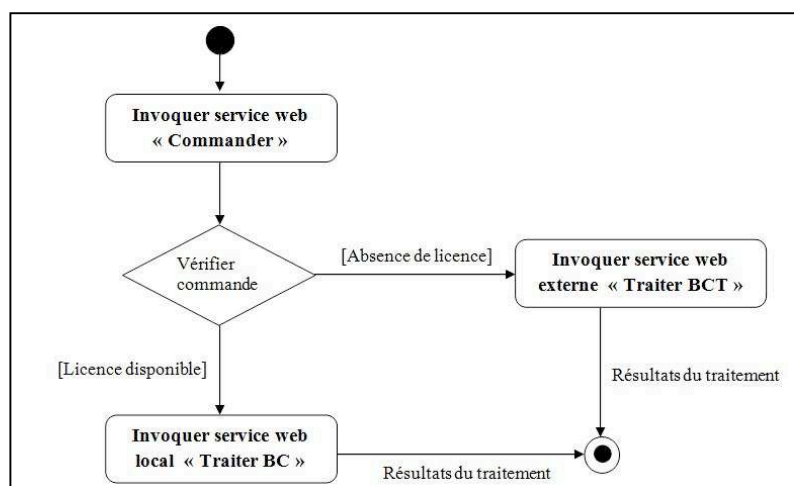 Invoquer service web
« Commander »
Vérifier
commande
[Absence de licence]
Invoquer service web
externe « Traiter BCT »
[Licence disponible]
Résultats du traitement
Invoquer service web
local « Traiter BC »
Résultats du traitement